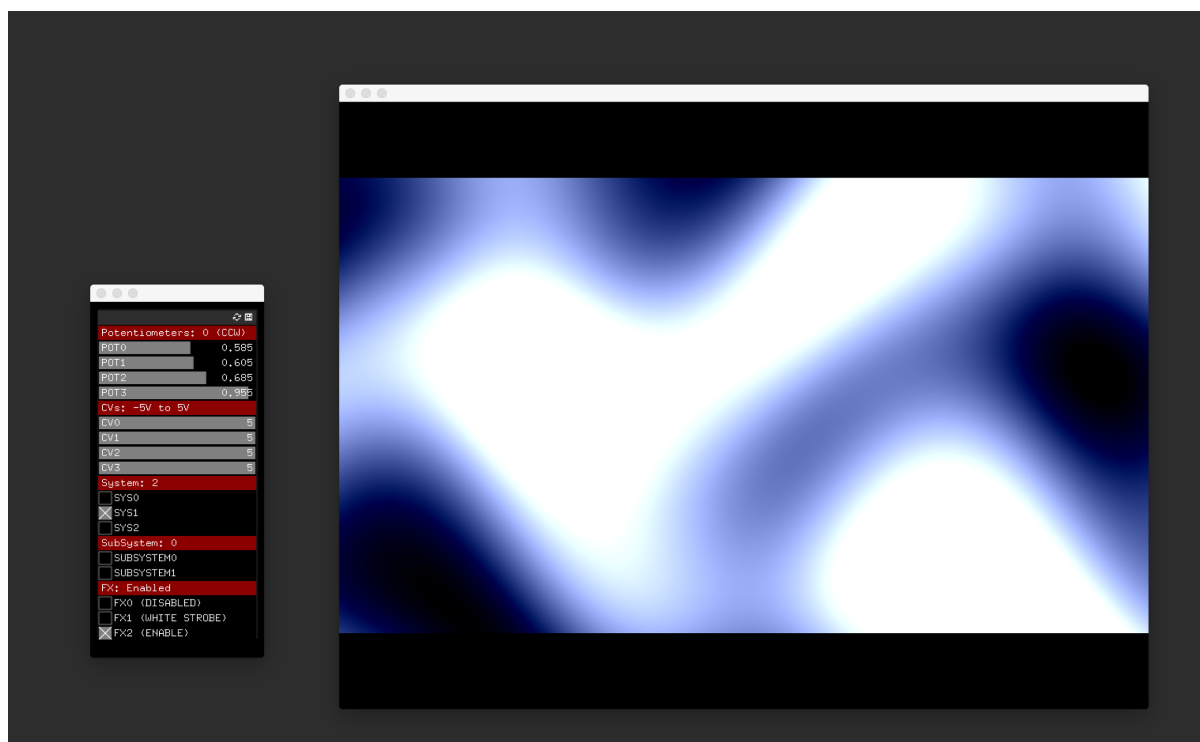 Potentiometers: 0 (CCW)
POT0 0.585
POT1 0.605
POT2 0.685
POT3 0.955
CVs: -5V to 5V
CV0 5
CV1 5
CV2 5
CV3 5
System: 2
SYS0
SYS1
SYS2
SubSystem: 0
SUBSYSTEM0
SUBSYSTEM1
FX: Enabled
FX0 (DISABLED)
FX1 (WHITE STROBE)
FX2 (ENABLE)